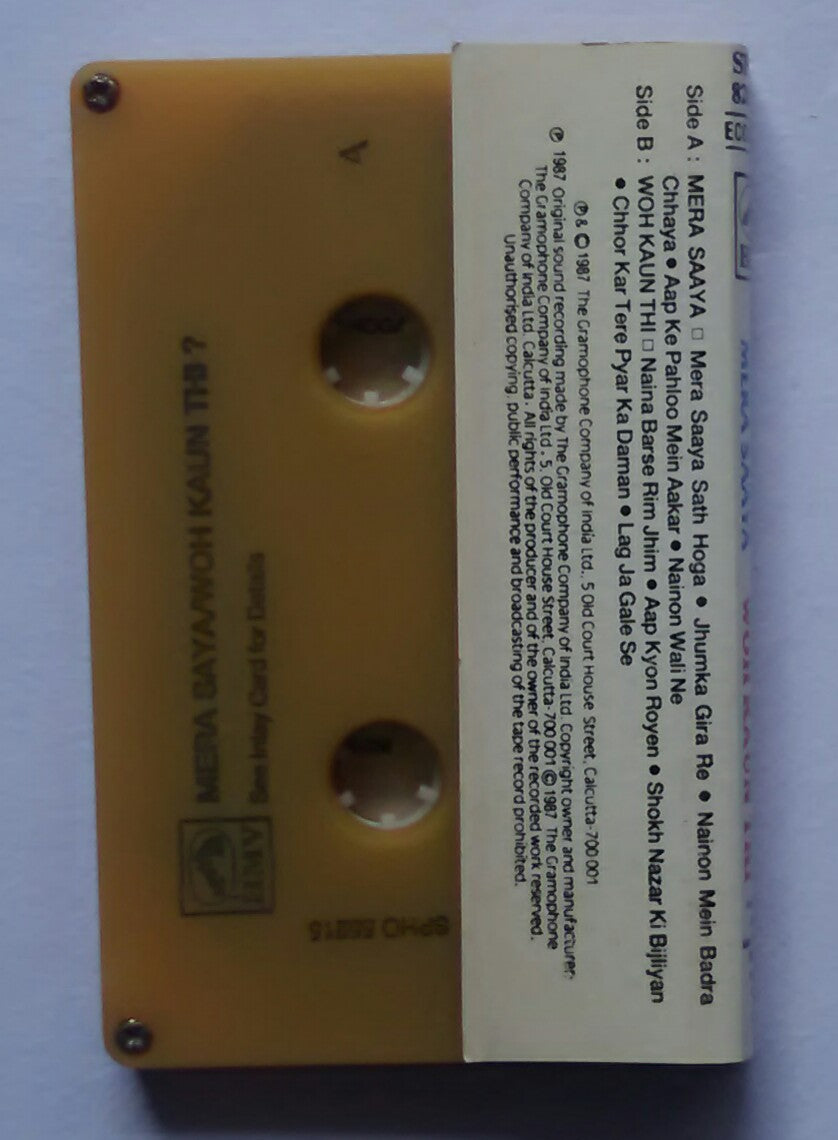 Side A : MERA SAAYA □ Mera Saaya Sath Hoga • Jhumka Gira Re • Nainon Mein Badra
Chhaya • Aap Ke Pahloo Mein Aakar • Nainon Wali Ne
Side B : WOH KAUN THI □ Naina Barse Rim Jhim • Aap Kyon Royen • Shokh Nazar Ki Bijliyan
• Chhor Kar Tere Pyar Ka Daman • Lag Ja Gale Se
℗ & © 1987 The Gramophone Company of India Ltd., 5 Old Court House Street, Calcutta-700 001
℗ 1987 Original sound recording made by The Gramophone Company of India Ltd. Copyright owner and manufacturer:
The Gramophone Company of India Ltd., 5, Old Court House Street, Calcutta-700 001 © 1987 The Gramophone
Company of India Ltd. Calcutta. All rights of the producer and of the owner of the recorded work reserved.
Unauthorised copying, public performance and broadcasting of the tape record prohibited.
A
SPHO
MERA SAYA/WOH KAUN THI ?
See Inlay Card for Details
HMV